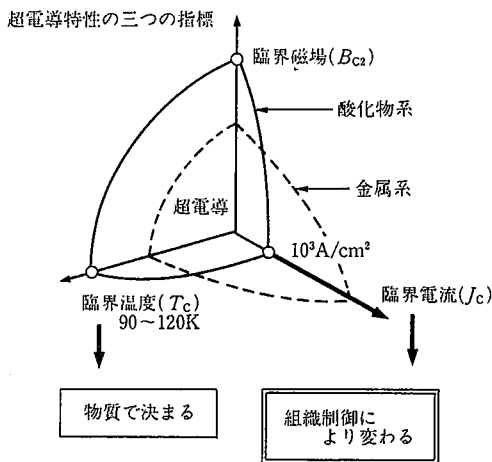 超電導特性の三つの指標
臨界磁場(BC2)
酸化物系
金属系
超電導
10³A/cm²
臨界電流(JC)
臨界温度(TC)
90～120K
物質で決まる
組織制御に
より変わる